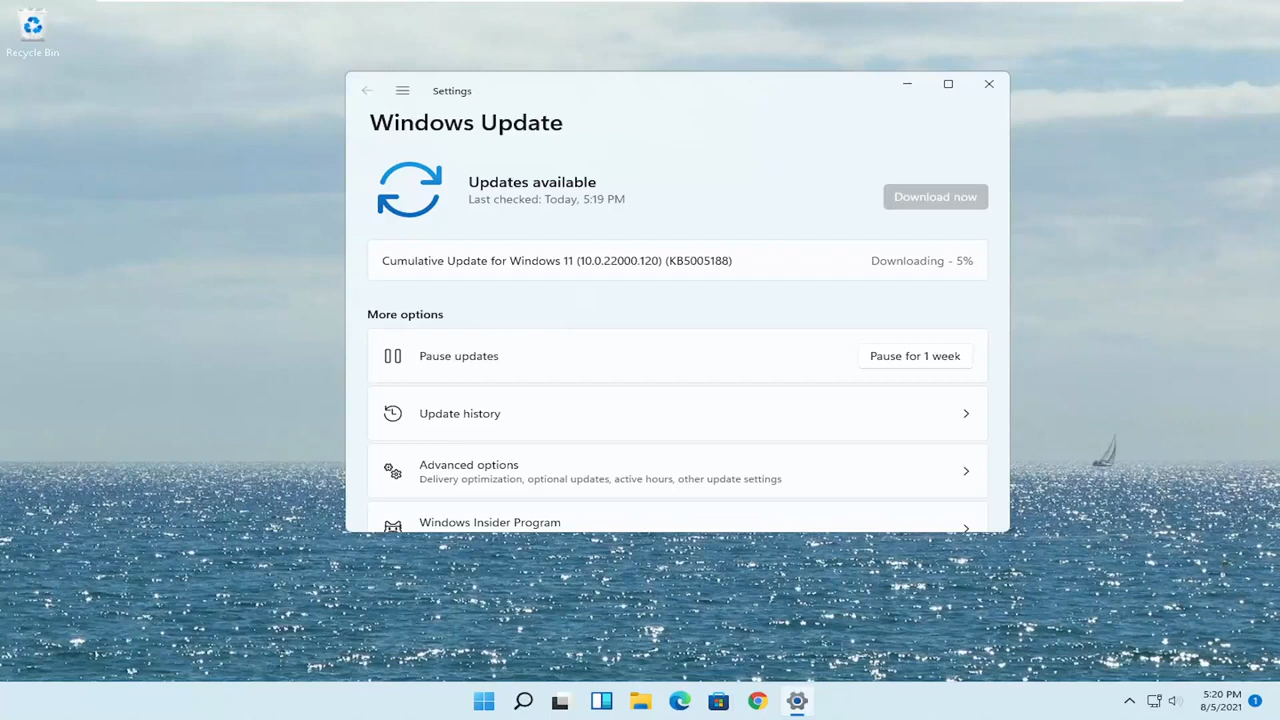 Recycle Bin
Settings
Windows Update
Updates available
Last checked: Today, 5:19 PM
Download now
Cumulative Update for Windows 11 (10.0.22000.120) (KB5005188)
Downloading - 5%
More options
Pause updates
Pause for 1 week
Update history
Advanced options
Delivery optimization, optional updates, active hours, other update settings
Windows Insider Program
5:20 PM
8/5/2021
1